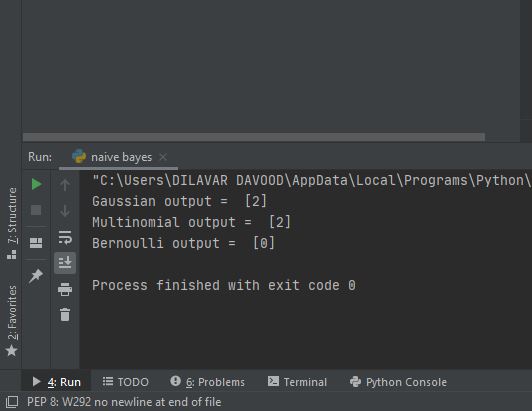 Run: naive bayes
"C:\Users\DILAVAR DAVOOD\AppData\Local\Programs\Python\
Gaussian output =  [2]
Multinomial output =  [2]
Bernoulli output =  [0]
Process finished with exit code 0
7: Structure
2: Favorites
4: Run TODO 6: Problems Terminal Python Console
PEP 8: W292 no newline at end of file